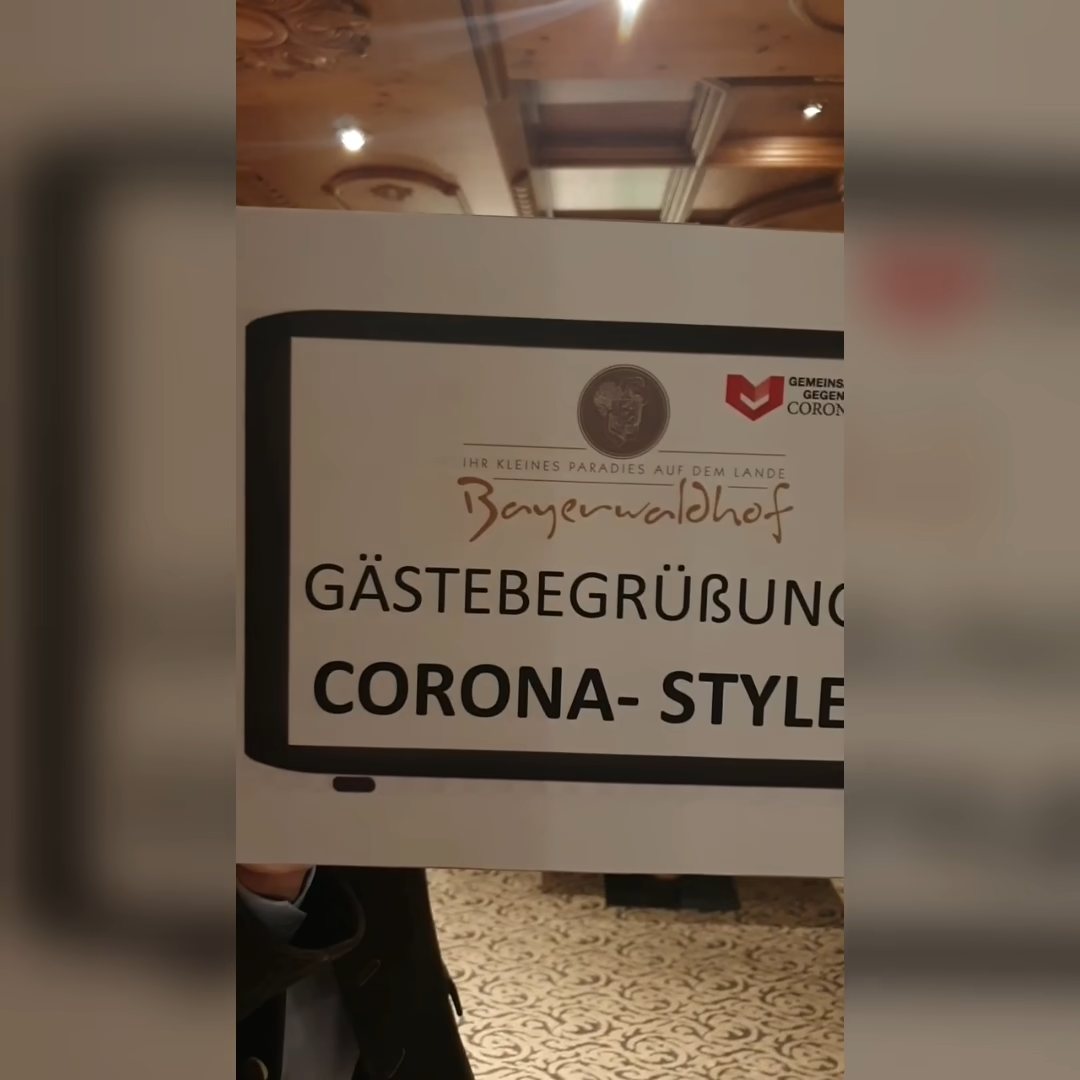 GEMEINS
GEGEN
CORON
IHR KLEINES PARADIES AUF DEM LANDE
Bayerwaldhof
GÄSTEBEGRÜßUNG
CORONA- STYLE